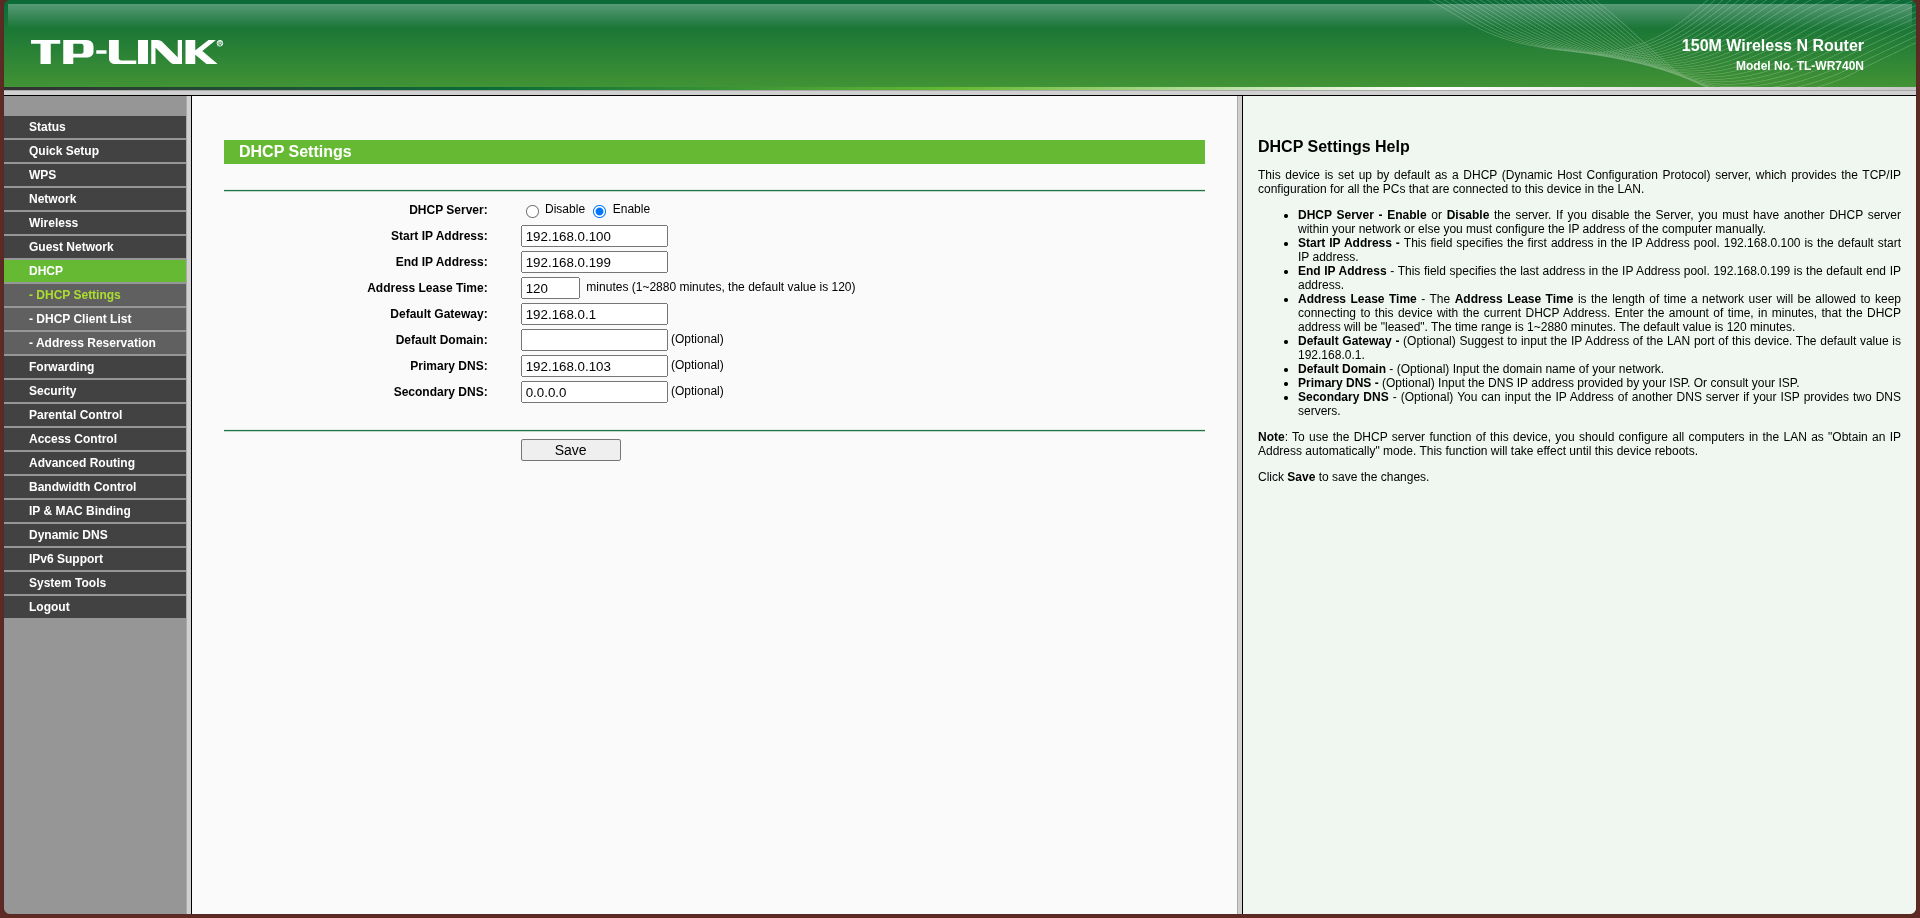 TP-LINK®
150M Wireless N Router
Model No. TL-WR740N
Status
Quick Setup
WPS
Network
Wireless
Guest Network
DHCP
- DHCP Settings
- DHCP Client List
- Address Reservation
Forwarding
Security
Parental Control
Access Control
Advanced Routing
Bandwidth Control
IP & MAC Binding
Dynamic DNS
IPv6 Support
System Tools
Logout
DHCP Settings
DHCP Server: Disable Enable
Start IP Address: 192.168.0.100
End IP Address: 192.168.0.199
Address Lease Time: 120 minutes (1~2880 minutes, the default value is 120)
Default Gateway: 192.168.0.1
Default Domain: (Optional)
Primary DNS: 192.168.0.103 (Optional)
Secondary DNS: 0.0.0.0 (Optional)
Save
DHCP Settings Help
This device is set up by default as a DHCP (Dynamic Host Configuration Protocol) server, which provides the TCP/IP
configuration for all the PCs that are connected to this device in the LAN.
• DHCP Server - Enable or Disable the server. If you disable the Server, you must have another DHCP server
within your network or else you must configure the IP address of the computer manually.
• Start IP Address - This field specifies the first address in the IP Address pool. 192.168.0.100 is the default start
IP address.
• End IP Address - This field specifies the last address in the IP Address pool. 192.168.0.199 is the default end IP
address.
• Address Lease Time - The Address Lease Time is the length of time a network user will be allowed to keep
connecting to this device with the current DHCP Address. Enter the amount of time, in minutes, that the DHCP
address will be "leased". The time range is 1~2880 minutes. The default value is 120 minutes.
• Default Gateway - (Optional) Suggest to input the IP Address of the LAN port of this device. The default value is
192.168.0.1.
• Default Domain - (Optional) Input the domain name of your network.
• Primary DNS - (Optional) Input the DNS IP address provided by your ISP. Or consult your ISP.
• Secondary DNS - (Optional) You can input the IP Address of another DNS server if your ISP provides two DNS
servers.
Note: To use the DHCP server function of this device, you should configure all computers in the LAN as "Obtain an IP
Address automatically" mode. This function will take effect until this device reboots.
Click Save to save the changes.